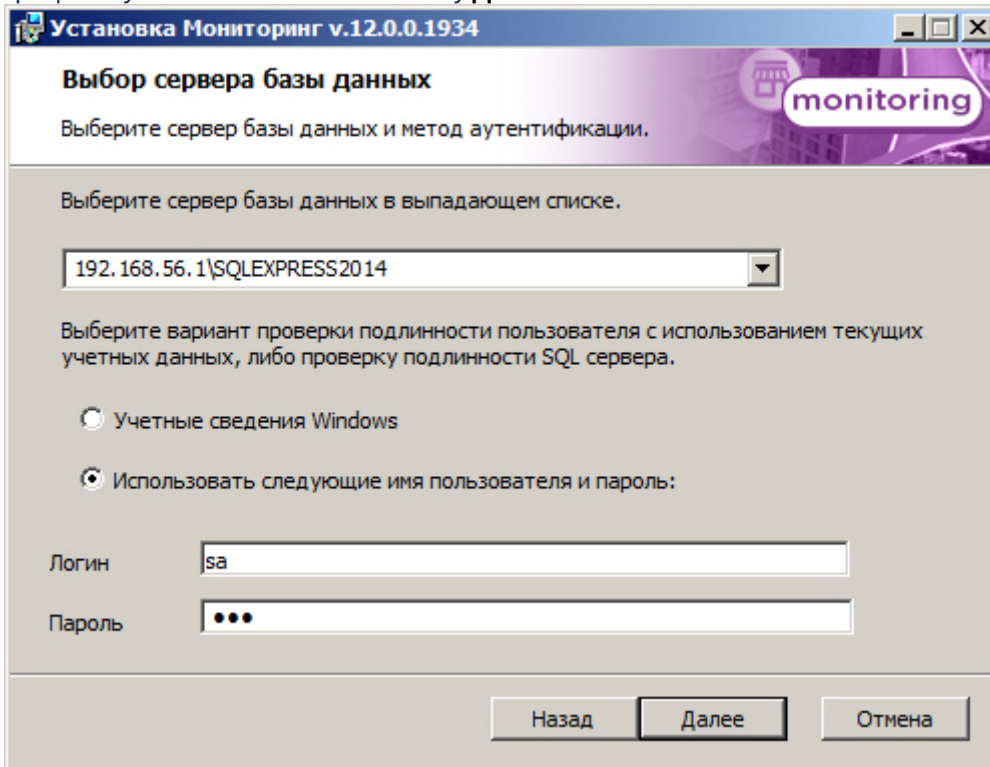 Установка Мониторинг v.12.0.0.1934
Выбор сервера базы данных
monitoring
Выберите сервер базы данных и метод аутентификации.
Выберите сервер базы данных в выпадающем списке.
192.168.56.1\SQLEXPRESS2014
Выберите вариант проверки подлинности пользователя с использованием текущих
учетных данных, либо проверку подлинности SQL сервера.
Учетные сведения Windows
Использовать следующие имя пользователя и пароль:
Логин
sa
Пароль
•••
Назад
Далее
Отмена